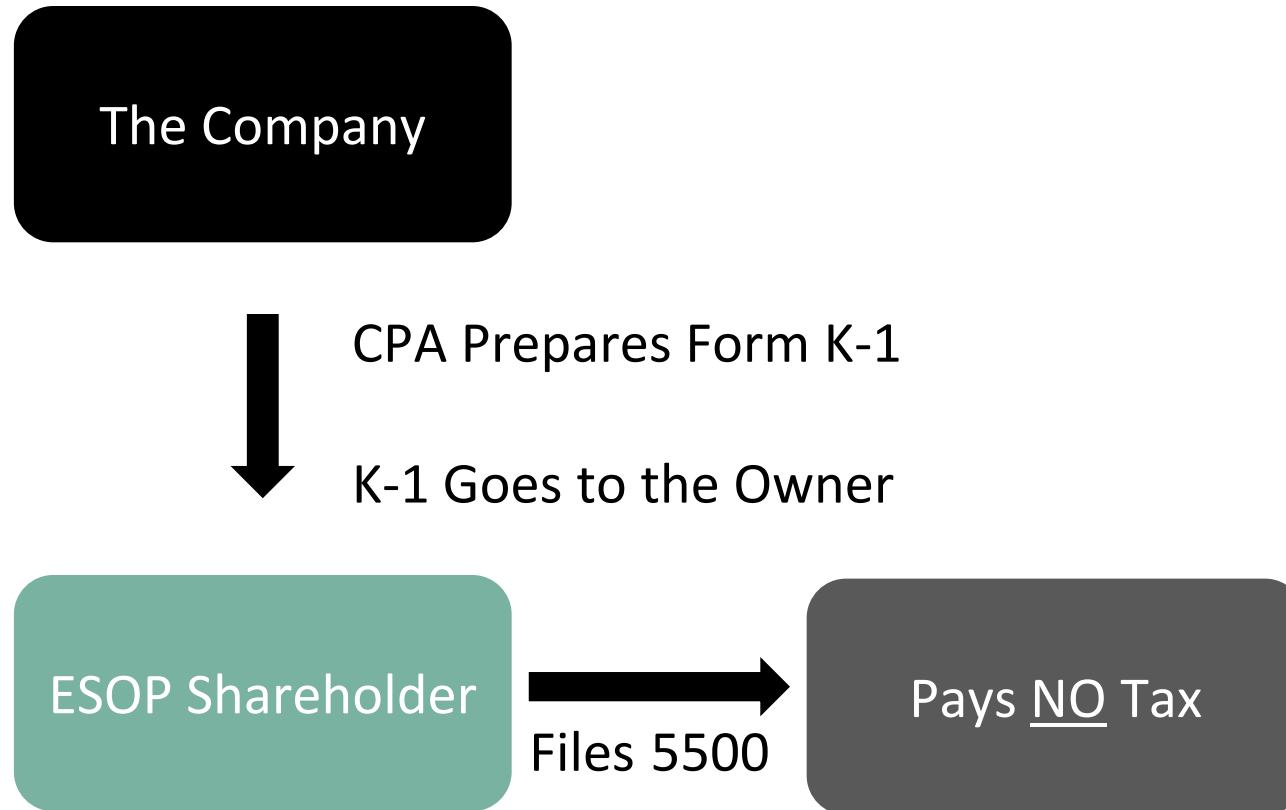 The Company
CPA Prepares Form K-1
K-1 Goes to the Owner
ESOP Shareholder
Files 5500
Pays NO Tax